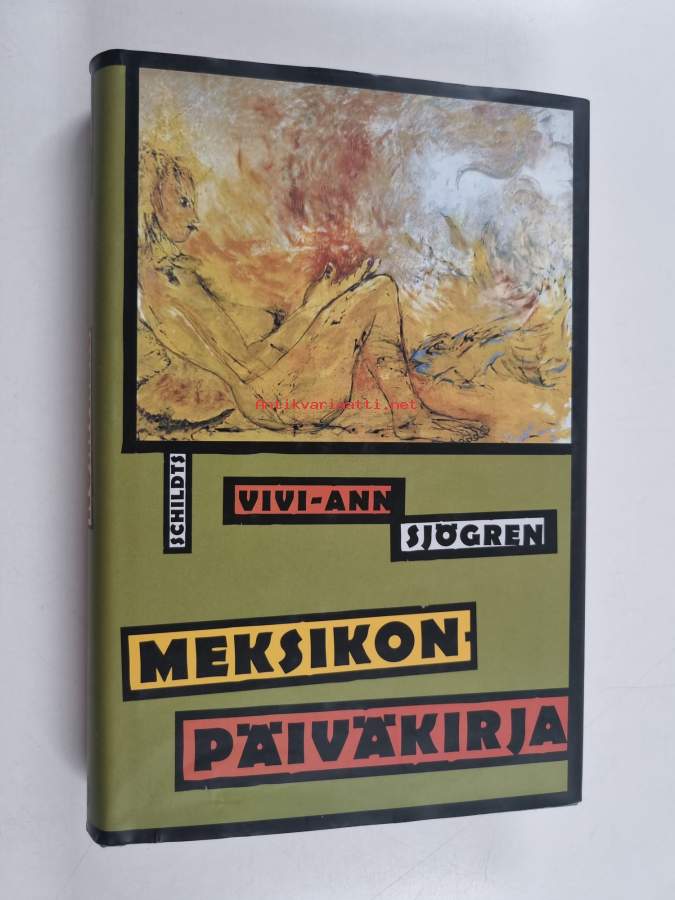 Antikvariaatti.net
SCHILDTS
VIVI-ANN
SJÖGREN
MEKSIKON-
PÄIVÄKIRJA